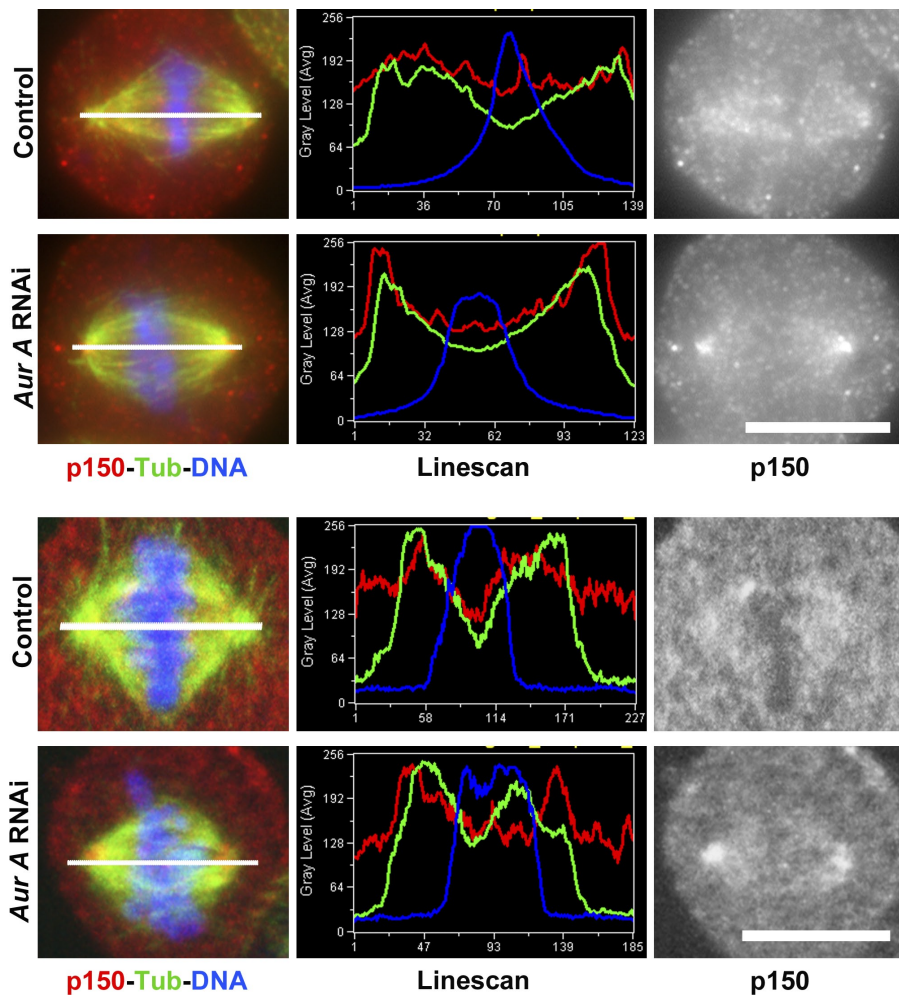 Control
Gray Level (Avg)
256
192
128
64
0
1
36
70
105
139
Aur A RNAi
Gray Level (Avg)
256
192
128
64
0
1
32
62
93
123
p150-Tub-DNA
Linescan
p150
Control
Gray Level (Avg)
256
192
128
64
0
1
58
114
171
227
Aur A RNAi
Gray Level (Avg)
256
192
128
64
0
1
47
93
139
185
p150-Tub-DNA
Linescan
p150